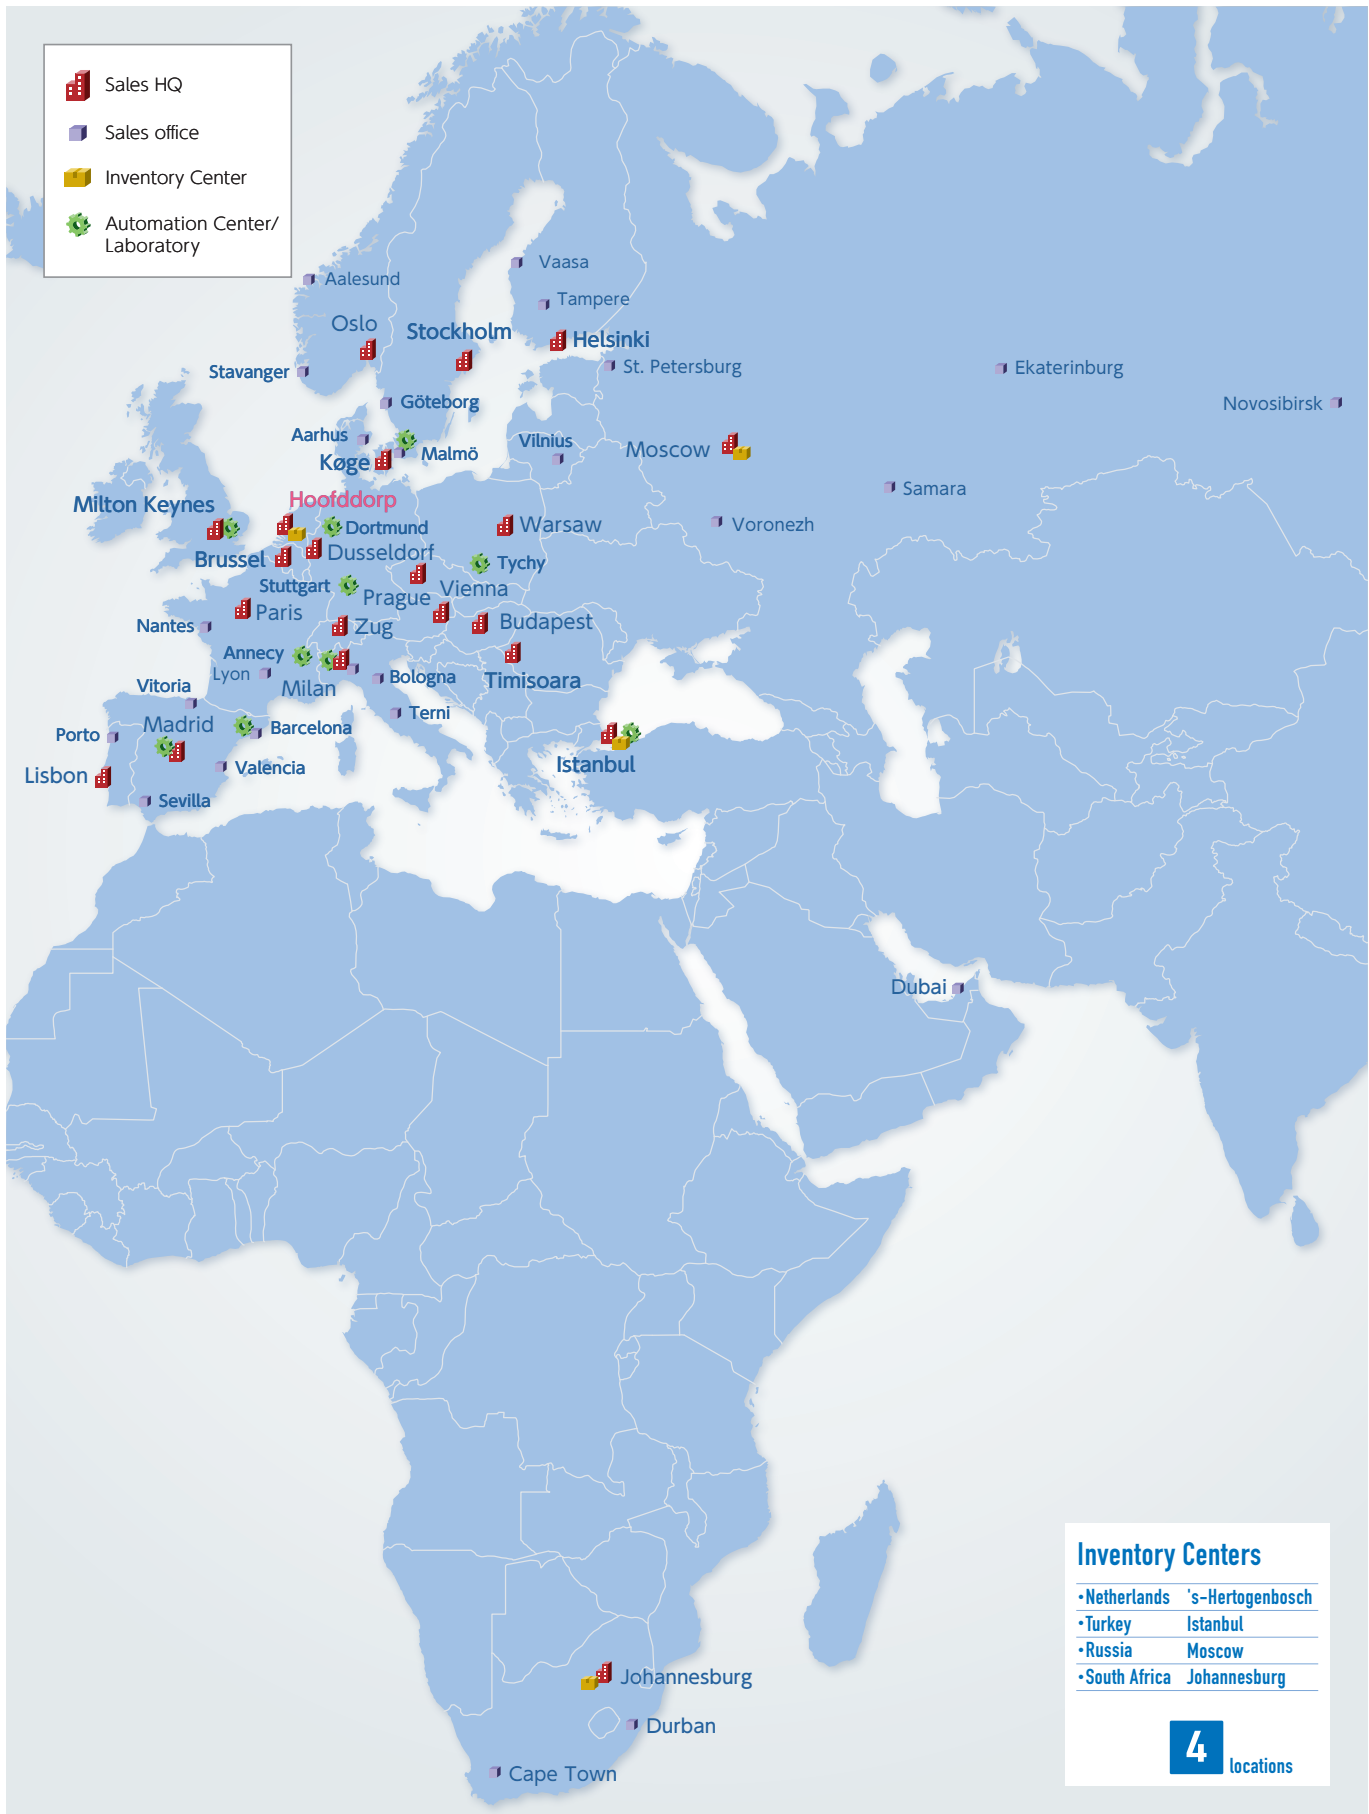 Sales HQ
Sales office
Inventory Center
Automation Center/
Laboratory
Vaasa
Aalesund
Tampere
Oslo
Stockholm
Helsinki
St. Petersburg
Ekaterinburg
Stavanger
Göteborg
Novosibirsk
Aarhus
Vilnius
Moscow
Malmö
Køge
Samara
Hoofddorp
Milton Keynes
Dortmund
Warsaw
Voronezh
Brussel
Dusseldorf
Tychy
Stuttgart
Prague
Vienna
Paris
Nantes
Zug
Budapest
Annecy
Lyon
Milan
Bologna
Timisoara
Vitoria
Terni
Madrid
Barcelona
Porto
Istanbul
Lisbon
Valencia
Sevilla
Dubai
Johannesburg
Durban
Cape Town
Inventory Centers
•Netherlands 's-Hertogenbosch
•Turkey Istanbul
•Russia Moscow
•South Africa Johannesburg
4 locations